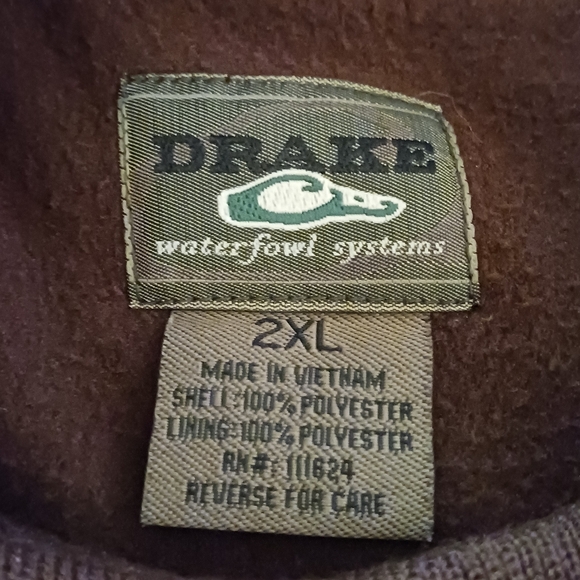 DRAKE
waterfowl systems
2XL
MADE IN VIETNAM
SHELL:100% POLYESTER
LINING:100% POLYESTER
RN#: 111624
REVERSE FOR CARE